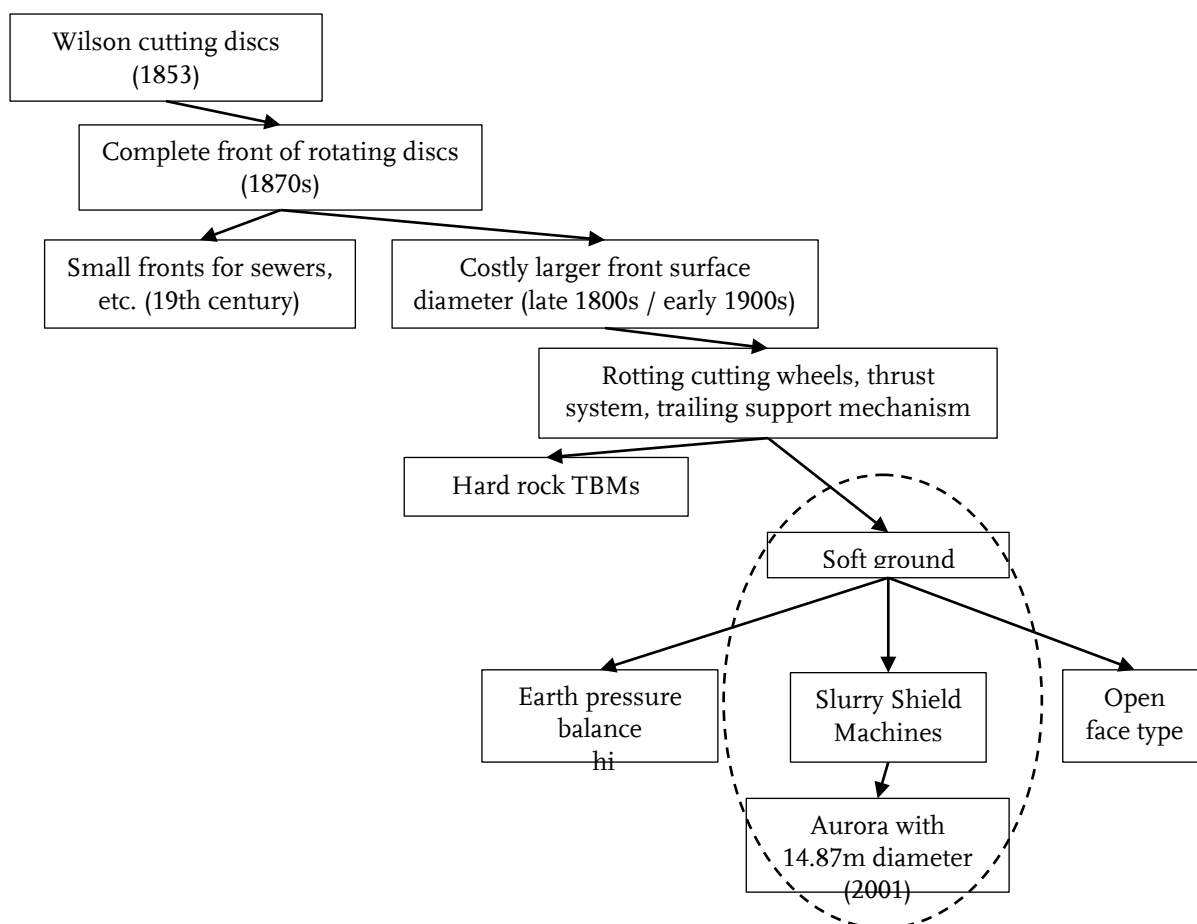 Wilson cutting discs
(1853)
Complete front of rotating discs
(1870s)
Small fronts for sewers,
etc. (19th century)
Costly larger front surface
diameter (late 1800s / early 1900s)
Rotting cutting wheels, thrust
system, trailing support mechanism
Hard rock TBMs
Soft ground
Earth pressure
balance
hi
Slurry Shield
Machines
Open
face type
Aurora with
14.87m diameter
(2001)